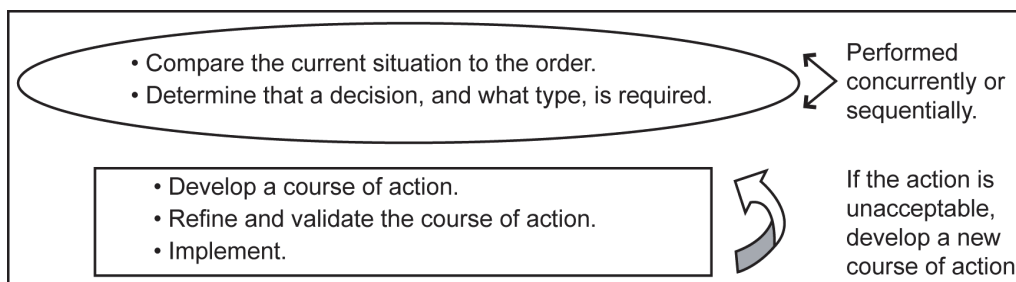 • Compare the current situation to the order.
• Determine that a decision, and what type, is required.
Performed
concurrently or
sequentially.
• Develop a course of action.
• Refine and validate the course of action.
• Implement.
If the action is
unacceptable,
develop a new
course of action